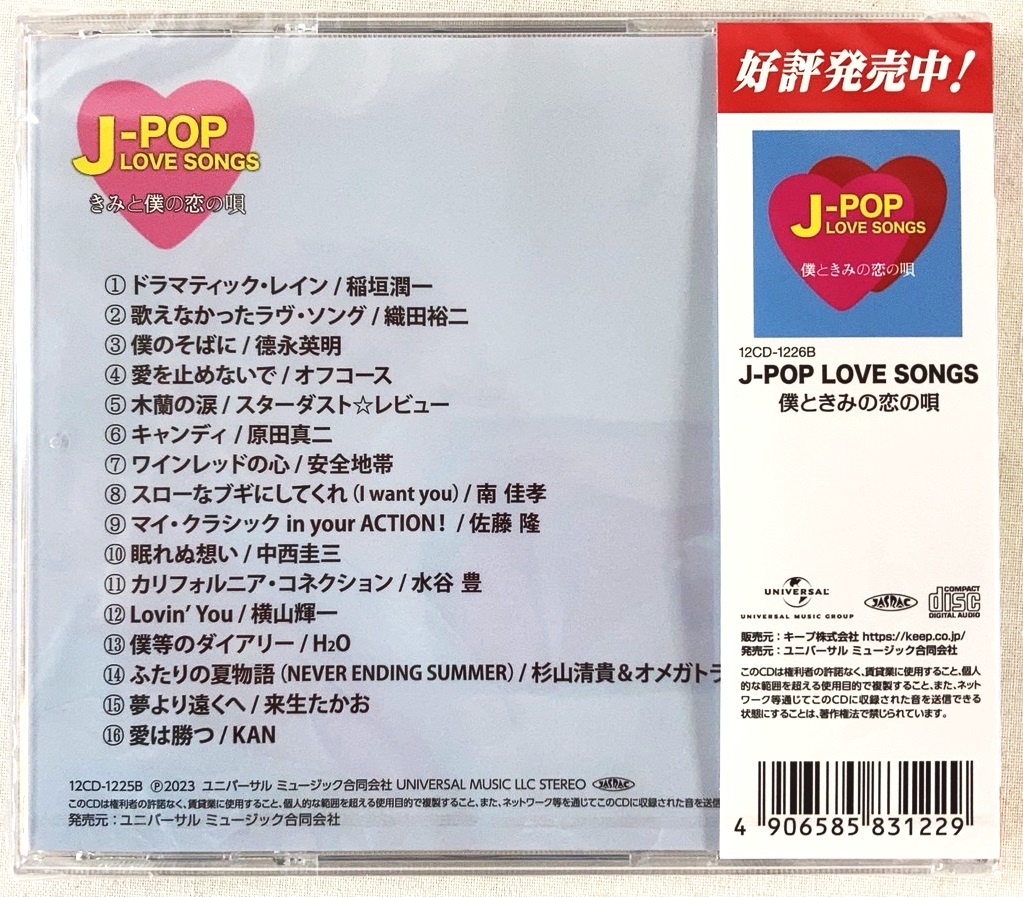 J-POP
LOVE SONGS
きみと僕の恋の唄
① ドラマティック・レイン / 稲垣潤一
② 歌えなかったラヴ・ソング / 織田裕二
③ 僕のそばに / 德永英明
④ 愛を止めないで / オフコース
⑤ 木蘭の涙 / スターダスト☆レビュー
⑥ キャンディ / 原田真二
⑦ ワインレッドの心 / 安全地帯
⑧ スローなブギにしてくれ (I want you) / 南 佳孝
⑨ マイ・クラシック in your ACTION! / 佐藤 隆
⑩ 眠れぬ想い / 中西圭三
⑪ カリフォルニア・コネクション / 水谷 豊
⑫ Lovin' You / 横山輝一
⑬ 僕等のダイアリー / H2O
⑭ ふたりの夏物語 (NEVER ENDING SUMMER) / 杉山清貴&オメガトラ
⑮ 夢より遠くへ / 来生たかお
⑯ 愛は勝つ / KAN
12CD-1225B ℗2023 ユニバーサル ミュージック合同会社 UNIVERSAL MUSIC LLC STEREO JASRAC
このCDは権利者の許諾なく、賃貸業に使用すること、個人的な範囲を超える使用目的で複製すること、また、ネットワーク等を通じてこのCDに収録された音を送信
発売元：ユニバーサル ミュージック合同会社
好評発売中!
J-POP
LOVE SONGS
僕ときみの恋の唄
12CD-1226B
J-POP LOVE SONGS
僕ときみの恋の唄
UNIVERSAL
UNIVERSAL MUSIC GROUP
JASRAC
COMPACT
disc
DIGITAL AUDIO
販売元：キープ株式会社 https://keep.co.jp/
発売元：ユニバーサル ミュージック合同会社
このCDは権利者の許諾なく、賃貸業に使用すること、個人
的な範囲を超える使用目的で複製すること、また、ネット
ワーク等通じてこのCDに収録された音を送信できる
状態にすることは、著作権法で禁じられています。
4 906585 831229